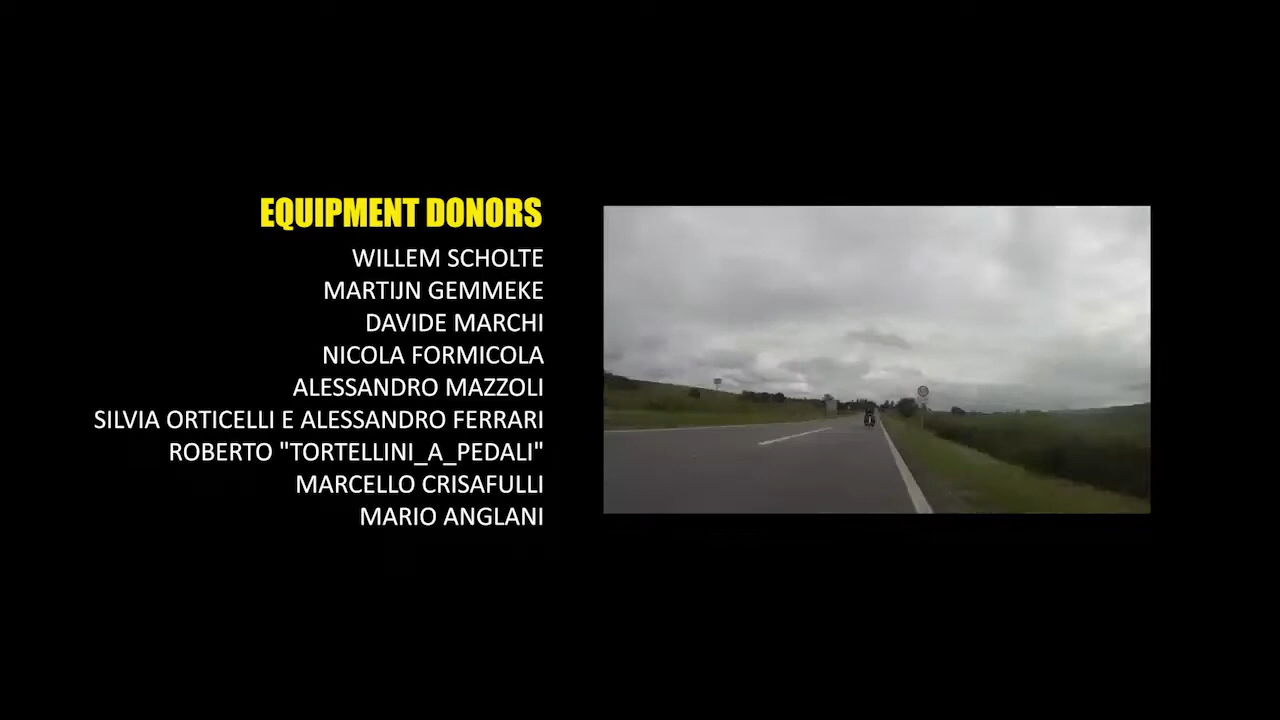 EQUIPMENT DONORS
WILLEM SCHOLTE
MARTIJN GEMMEKE
DAVIDE MARCHI
NICOLA FORMICOLA
ALESSANDRO MAZZOLI
SILVIA ORTICELLI E ALESSANDRO FERRARI
ROBERTO "TORTELLINI_A_PEDALI"
MARCELLO CRISAFULLI
MARIO ANGLANI